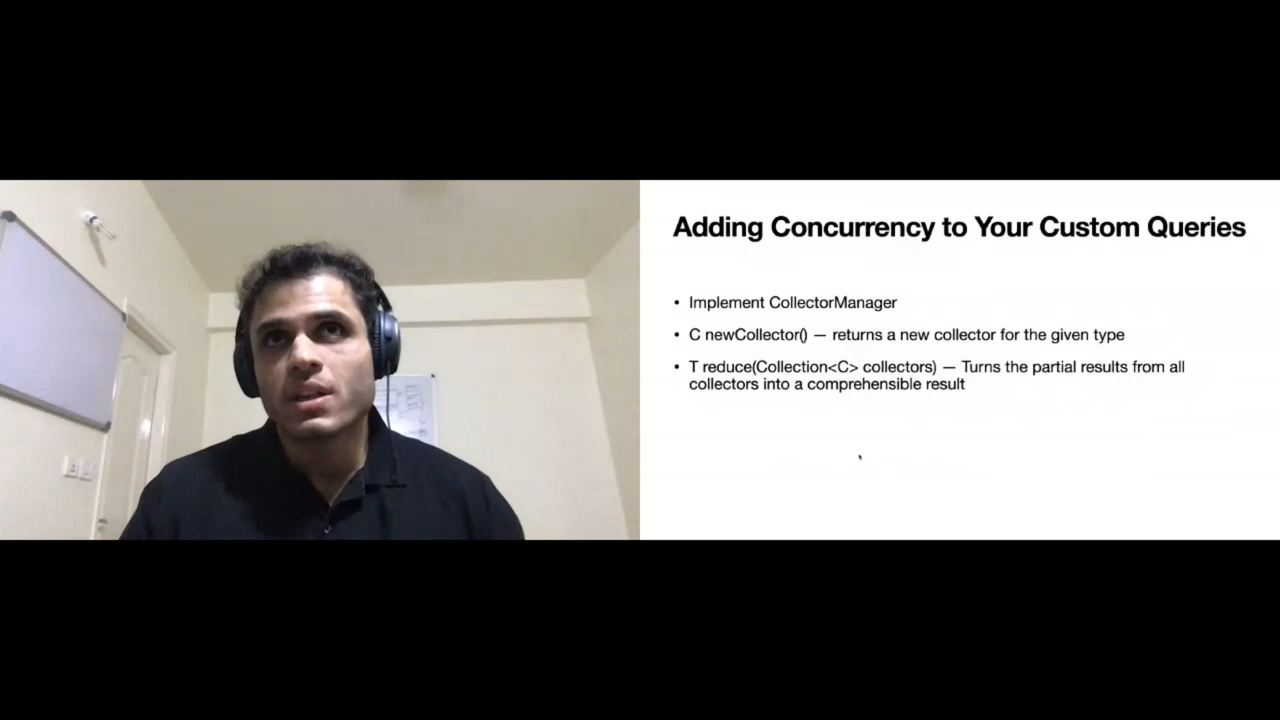 Adding Concurrency to Your Custom Queries
• Implement CollectorManager
• C newCollector() — returns a new collector for the given type
• T reduce(Collection<C> collectors) — Turns the partial results from all
collectors into a comprehensible result